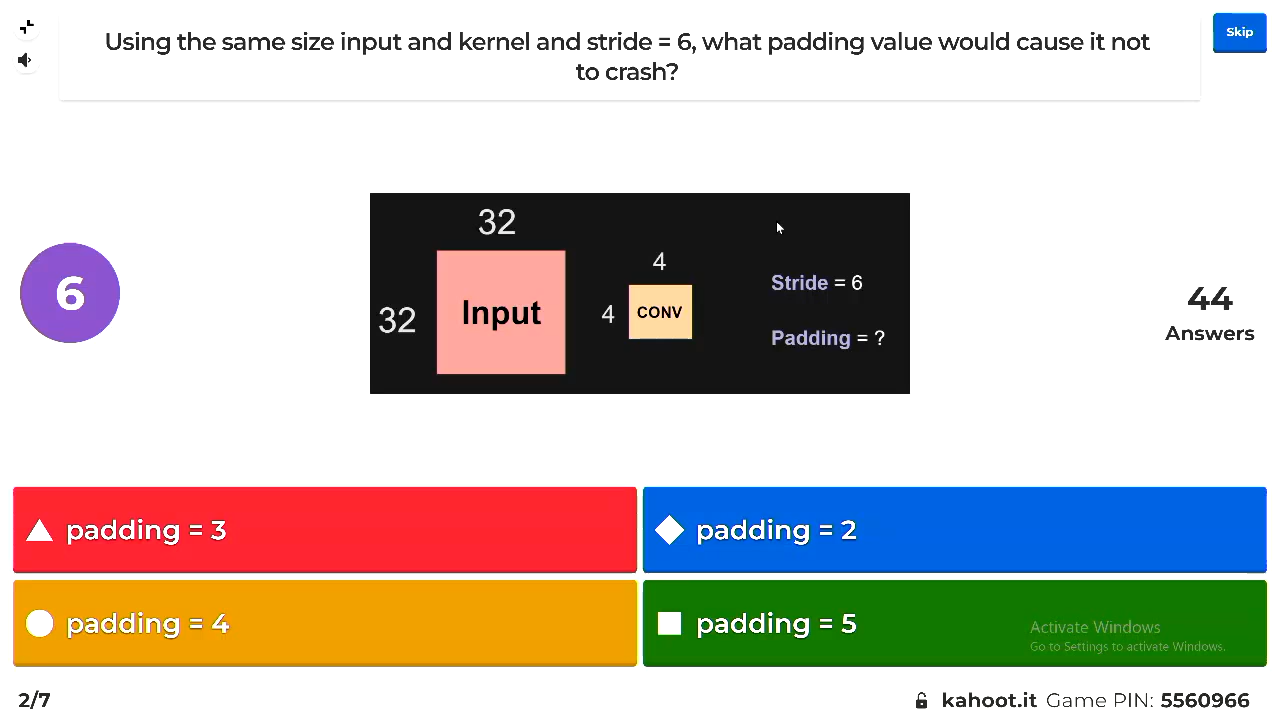 Using the same size input and kernel and stride = 6, what padding value would cause it not
to crash?
Skip
6
32
32
Input
4
4
CONV
Stride = 6
Padding = ?
44
Answers
padding = 3
padding = 2
padding = 4
padding = 5
Activate Windows
Go to Settings to activate Windows.
2/7
kahoot.it Game PIN: 5560966